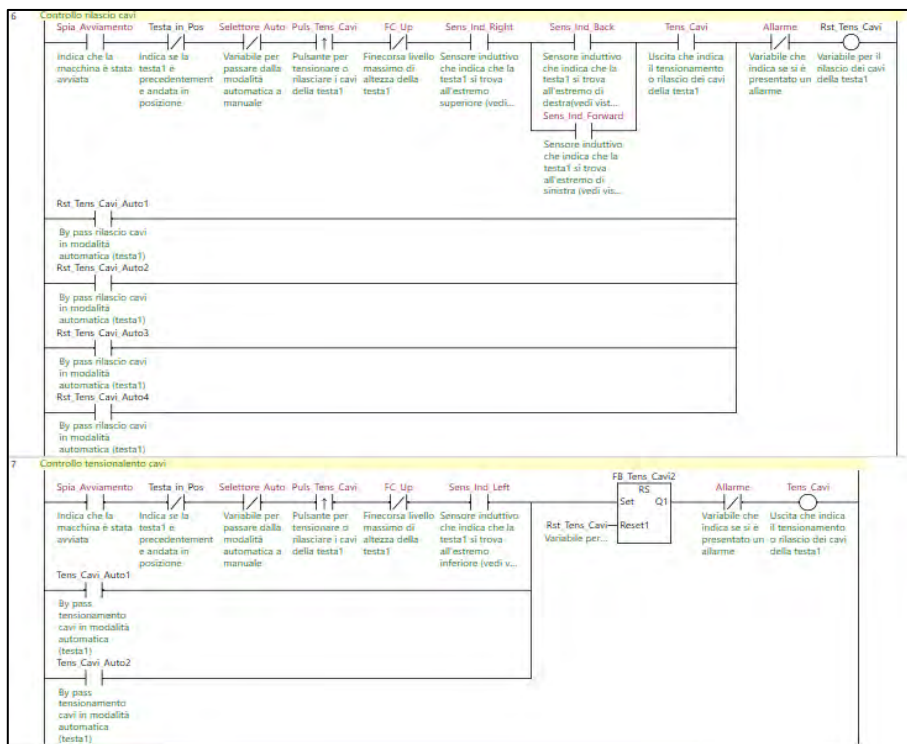 6 Controllo rilascio cavi
Spia_Avviamento Testa_in_Pos Selettore_Auto Puls_Tens_Cavi FC_Up Sens_Ind_Right Sens_Ind_Back Tens_Cavi Allarme Rst_Tens_Cavi
Indica che la Indica se la Variabile per Pulsante per Finecorsa livello Sensore induttivo Sensore induttivo Uscita che indica Variabile che Variabile per il
macchina è stata testa1 è passare dalla tensionare o massimo di che indica che la che indica che la il tensionamento indica se si è rilascio dei cavi
avviata precedentement modalità rilasciare i cavi altezza della testa1 si trova testa1 si trova o rilascio dei cavi presentato un della testa1
e andata in automatica a della testa1 testa1 all'estremo all'estremo di della testa1 allarme
posizione manuale superiore (vedi... destra(vedi vist...
Sens_Ind_Forward
Sensore induttivo
che indica che la
testa1 si trova
all'estremo di
sinistra (vedi vis...
Rst_Tens_Cavi_Auto1
By pass rilascio cavi
in modalità
automatica (testa1)
Rst_Tens_Cavi_Auto2
By pass rilascio cavi
in modalità
automatica (testa1)
Rst_Tens_Cavi_Auto3
By pass rilascio cavi
in modalità
automatica (testa1)
Rst_Tens_Cavi_Auto4
By pass rilascio cavi
in modalità
automatica (testa1)
7 Controllo tensionalento cavi
FB_Tens_Cavi2
Spia_Avviamento Testa_in_Pos Selettore_Auto Puls_Tens_Cavi FC_Up Sens_Ind_Left RS Allarme Tens_Cavi
Set Q1
Indica che la Indica se la Variabile per Pulsante per Finecorsa livello Sensore induttivo Rst_Tens_Cavi Reset1 Variabile che Uscita che indica
macchina è stata testa1 è passare dalla tensionare o massimo di che indica che la Variabile per... indica se si è il tensionamento
avviata precedentement modalità rilasciare i cavi altezza della testa1 si trova presentato un o rilascio dei cavi
e andata in automatica a della testa1 testa1 all'estremo allarme della testa1
posizione manuale inferiore (vedi v...
Tens_Cavi_Auto1
By pass
tensionamento
cavi in modalità
automatica
(testa1)
Tens_Cavi_Auto2
By pass
tensionamento
cavi in modalità
automatica
(testa1)